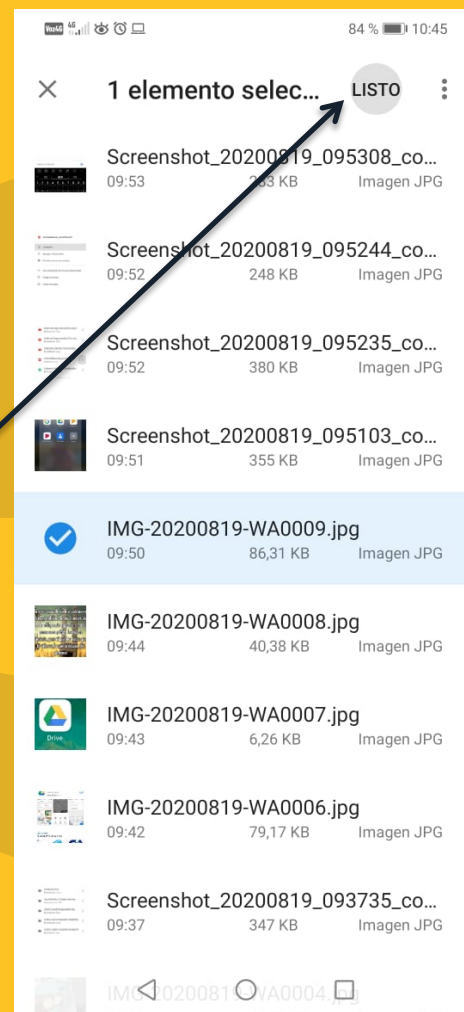 VoLTE 4G 84 % 10:45
1 elemento selec... LISTO
Screenshot_20200819_095308_co...
09:53 KB Imagen JPG
Screenshot_20200819_095244_co...
09:52 248 KB Imagen JPG
Screenshot_20200819_095235_co...
09:52 380 KB Imagen JPG
Screenshot_20200819_095103_co...
09:51 355 KB Imagen JPG
IMG-20200819-WA0009.jpg
09:50 86,31 KB Imagen JPG
IMG-20200819-WA0008.jpg
09:44 40,38 KB Imagen JPG
Drive
IMG-20200819-WA0007.jpg
09:43 6,26 KB Imagen JPG
IMG-20200819-WA0006.jpg
09:42 79,17 KB Imagen JPG
Screenshot_20200819_093735_co...
09:37 347 KB Imagen JPG